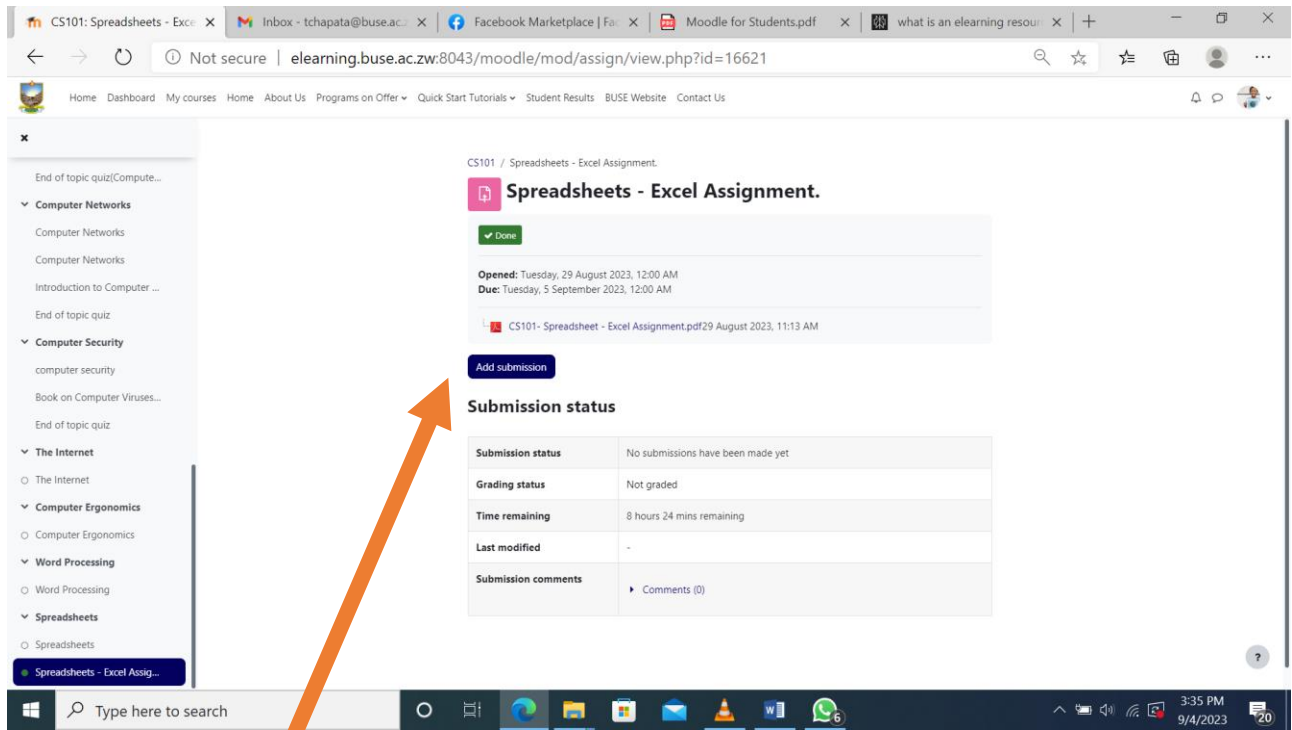 CS101: Spreadsheets - Exce
Inbox - tchapata@buse.ac.z
Facebook Marketplace | Fac
Moodle for Students.pdf
what is an elearning resour
Not secure | elearning.buse.ac.zw:8043/moodle/mod/assign/view.php?id=16621
Home Dashboard My courses Home About Us Programs on Offer Quick Start Tutorials Student Results BUSE Website Contact Us
End of topic quiz(Compute...
Computer Networks
Computer Networks
Computer Networks
Introduction to Computer ...
End of topic quiz
Computer Security
computer security
Book on Computer Viruses...
End of topic quiz
The Internet
The Internet
Computer Ergonomics
Computer Ergonomics
Word Processing
Word Processing
Spreadsheets
Spreadsheets
Spreadsheets - Excel Assig...
CS101 / Spreadsheets - Excel Assignment.
Spreadsheets - Excel Assignment.
Done
Opened: Tuesday, 29 August 2023, 12:00 AM
Due: Tuesday, 5 September 2023, 12:00 AM
CS101- Spreadsheet - Excel Assignment.pdf29 August 2023, 11:13 AM
Add submission
Submission status
Submission status No submissions have been made yet
Grading status Not graded
Time remaining 8 hours 24 mins remaining
Last modified -
Submission comments Comments (0)
?
Type here to search
6
3:35 PM
9/4/2023
20